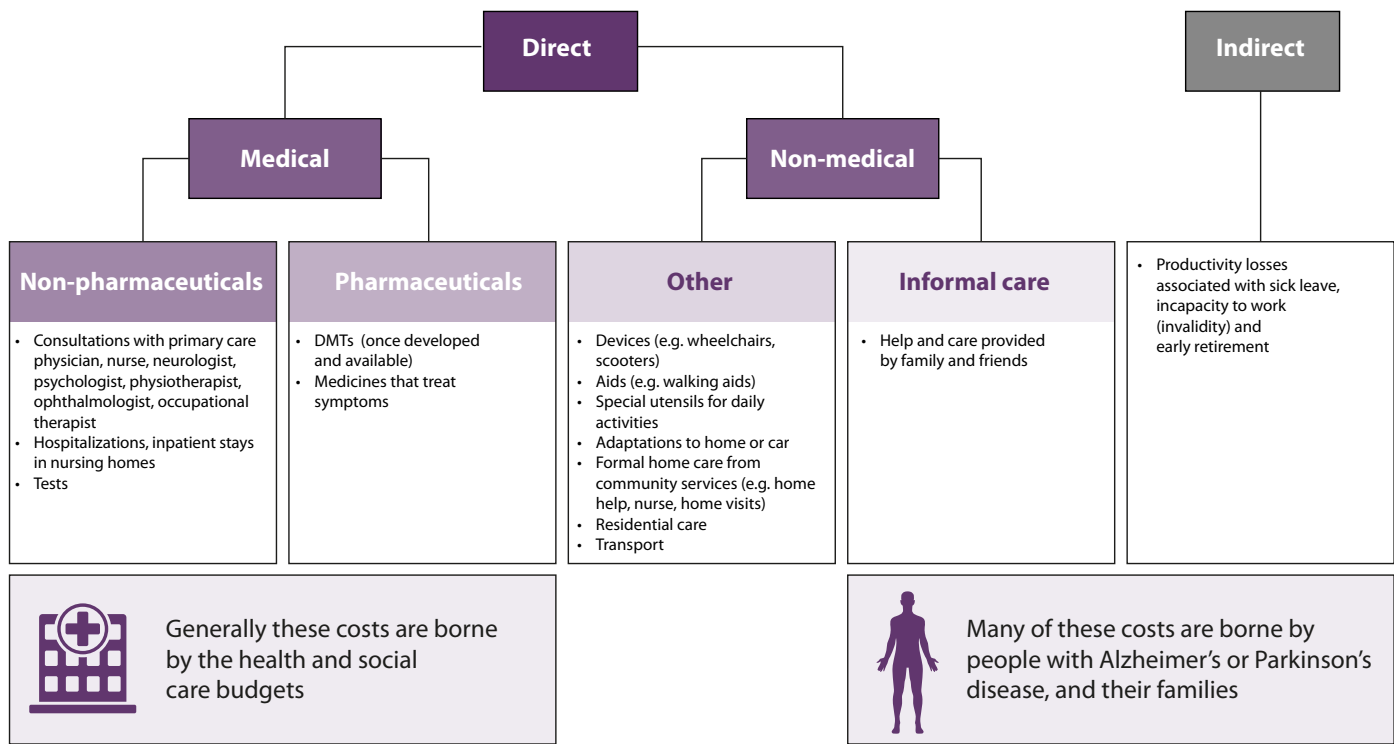 Direct
Indirect
Medical
Non-medical
Non-pharmaceuticals
• Consultations with primary care
physician, nurse, neurologist,
psychologist, physiotherapist,
ophthalmologist, occupational
therapist
• Hospitalizations, inpatient stays
in nursing homes
• Tests
Pharmaceuticals
• DMTs (once developed
and available)
• Medicines that treat
symptoms
Other
• Devices (e.g. wheelchairs,
scooters)
• Aids (e.g. walking aids)
• Special utensils for daily
activities
• Adaptations to home or car
• Formal home care from
community services (e.g. home
help, nurse, home visits)
• Residential care
• Transport
Informal care
• Help and care provided
by family and friends
• Productivity losses
associated with sick leave,
incapacity to work
(invalidity) and
early retirement
Generally these costs are borne
by the health and social
care budgets
Many of these costs are borne by
people with Alzheimer’s or Parkinson’s
disease, and their families